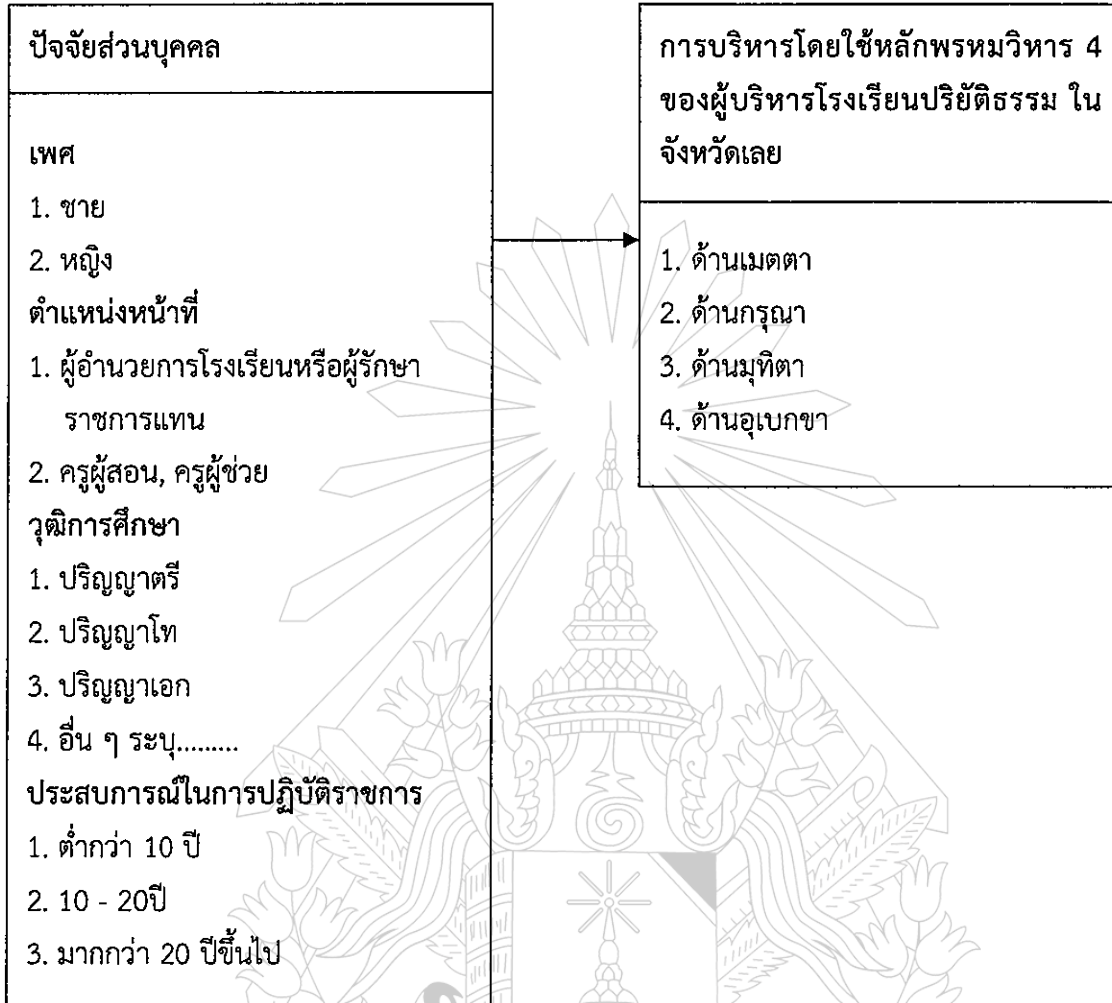 ปัจจัยส่วนบุคคล
เพศ
1. ชาย
2. หญิง
ตำแหน่งหน้าที่
1. ผู้อำนวยการโรงเรียนหรือผู้รักษา
ราชการแทน
2. ครูผู้สอน, ครูผู้ช่วย
วุฒิการศึกษา
1. ปริญญาตรี
2. ปริญญาโท
3. ปริญญาเอก
4. อื่น ๆ ระบุ.........
ประสบการณ์ในการปฏิบัติราชการ
1. ต่ำกว่า 10 ปี
2. 10 - 20ปี
3. มากกว่า 20 ปีขึ้นไป
การบริหารโดยใช้หลักพรหมวิหาร 4
ของผู้บริหารโรงเรียนปริยัติธรรม ใน
จังหวัดเลย
1. ด้านเมตตา
2. ด้านกรุณา
3. ด้านมุทิตา
4. ด้านอุเบกขา